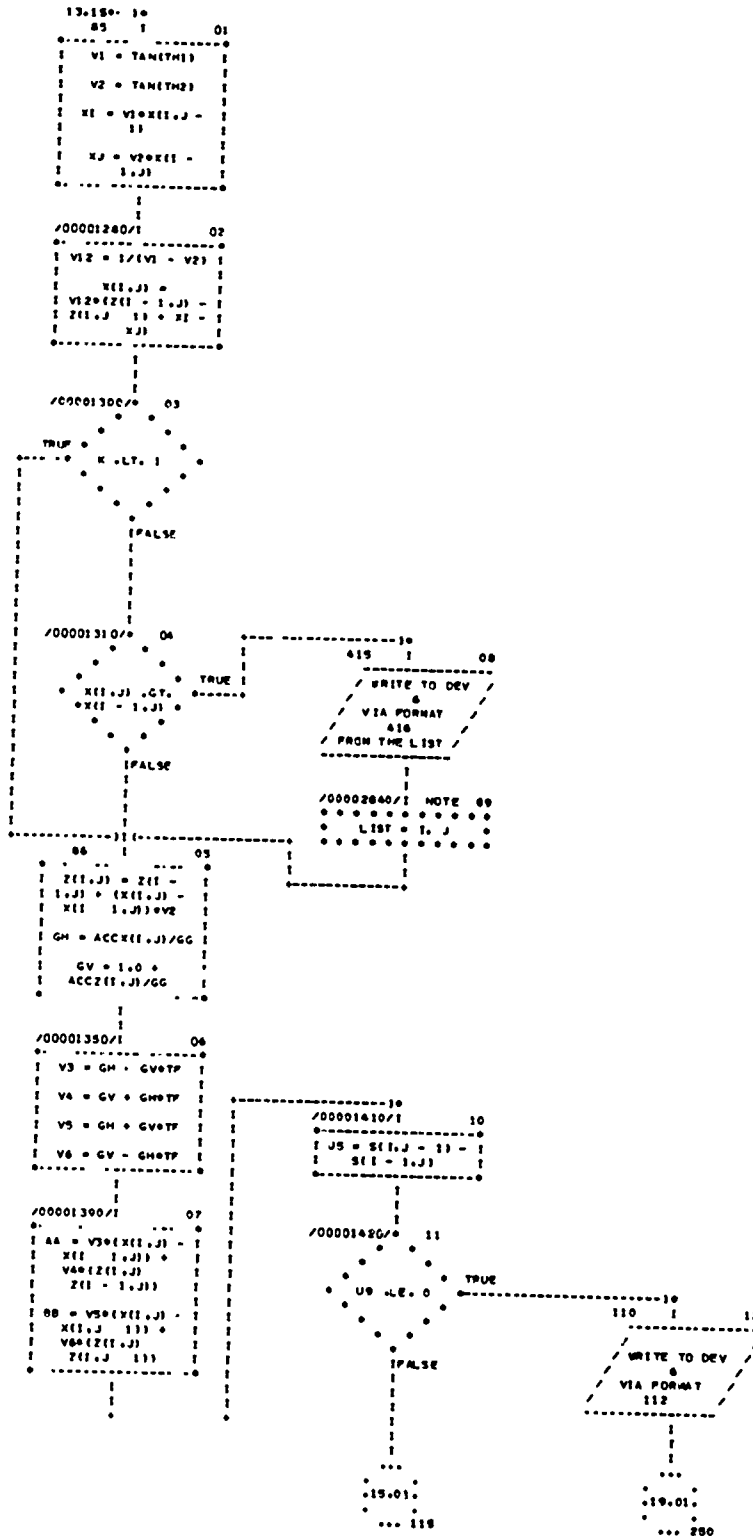 13.15*--- )*
85 01
V1 = TAN(TH1)
V2 = TAN(TH2)
XI = V1*X(I,J -
1)
XJ = V2*X(I -
1,J)
/00001280/ 02
V12 = 1/(V1 - V2)
X(I,J) =
V12*(Z(I - 1,J) -
Z(I,J 1) + XI -
XJ)
/00001300/ 03
TRUE
K .LT. 1
FALSE
/00001310/ 04
X(I,J) .GT.
X(I - 1,J)
TRUE
FALSE
415 08
WRITE TO DEV
6
VIA FORMAT
416
FROM THE LIST
/00002640/ NOTE 09
LIST = I, J
86 05
Z(I,J) = Z(I -
1,J) + (X(I,J) -
X(I 1,J))*V2
GH = ACCX(I,J)/GG
GV = 1.0 +
ACCZ(I,J)/GG
/00001350/ 06
V3 = GH - GV*TF
V4 = GV + GH*TF
V5 = GH + GV*TF
V6 = GV - GH*TF
/00001390/ 07
AA = V3*(X(I,J) -
X(I 1,J)) +
V4*(Z(I,J)
Z(I - 1,J))
BB = V5*(X(I,J) -
X(I,J 1)) +
V6*(Z(I,J)
Z(I,J 1))
/00001410/ 10
= S(I,J - 1) -
S(I - 1,J)
/00001420/ 11
.LE. 0
TRUE
FALSE
110
WRITE TO DEV
6
VIA FORMAT
112
15.01
115
19.01
250